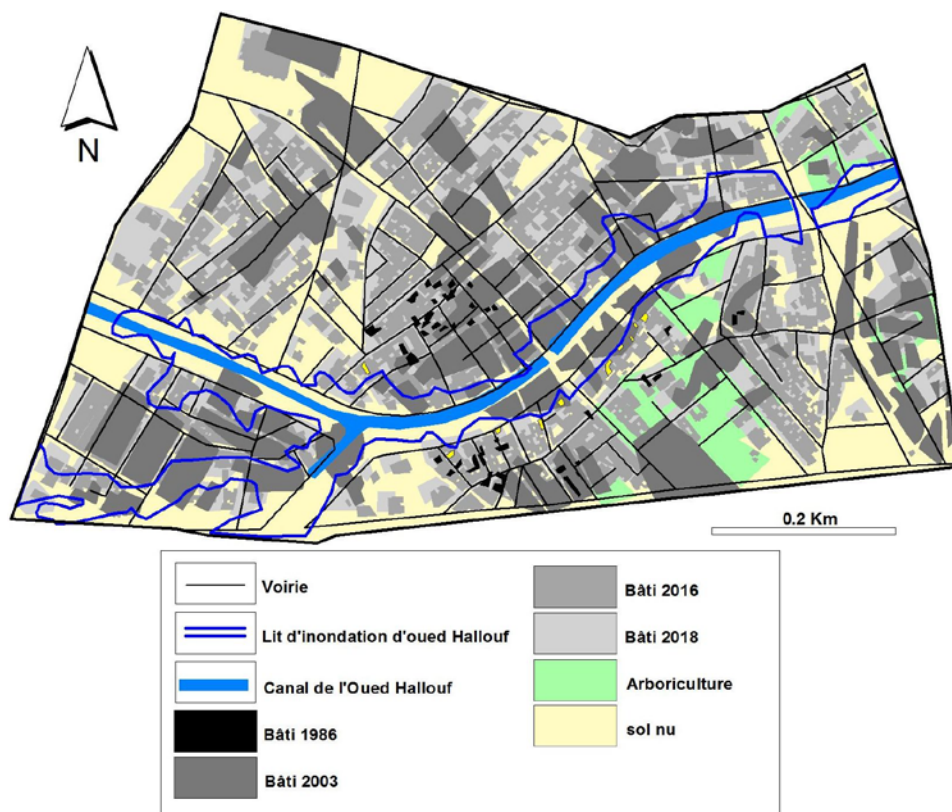 N
0.2 Km
Voirie
Lit d'inondation d'oued Hallouf
Canal de l'Oued Hallouf
Bâti 1986
Bâti 2003
Bâti 2016
Bâti 2018
Arboriculture
sol nu